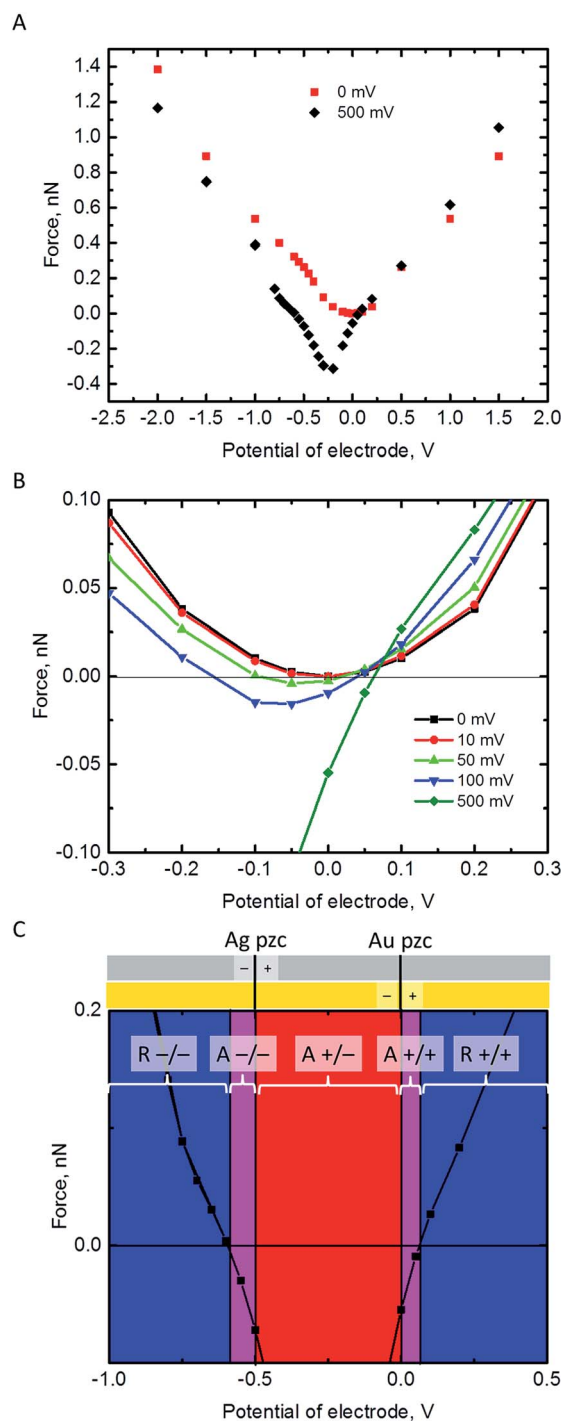 A
1.4
1.2
1.0
0.8
0.6
0.4
0.2
0.0
-0.2
-0.4
Force, nN
0 mV
500 mV
-2.5 -2.0 -1.5 -1.0 -0.5 0.0 0.5 1.0 1.5 2.0
Potential of electrode, V
B
0.10
0.05
0.00
-0.05
-0.10
Force, nN
0 mV
10 mV
50 mV
100 mV
500 mV
-0.3 -0.2 -0.1 0.0 0.1 0.2 0.3
Potential of electrode, V
C
Ag pzc Au pzc
– +
– +
0.2
0.0
Force, nN
R –/– A –/– A +/– A +/+ R +/+
-1.0 -0.5 0.0 0.5
Potential of electrode, V